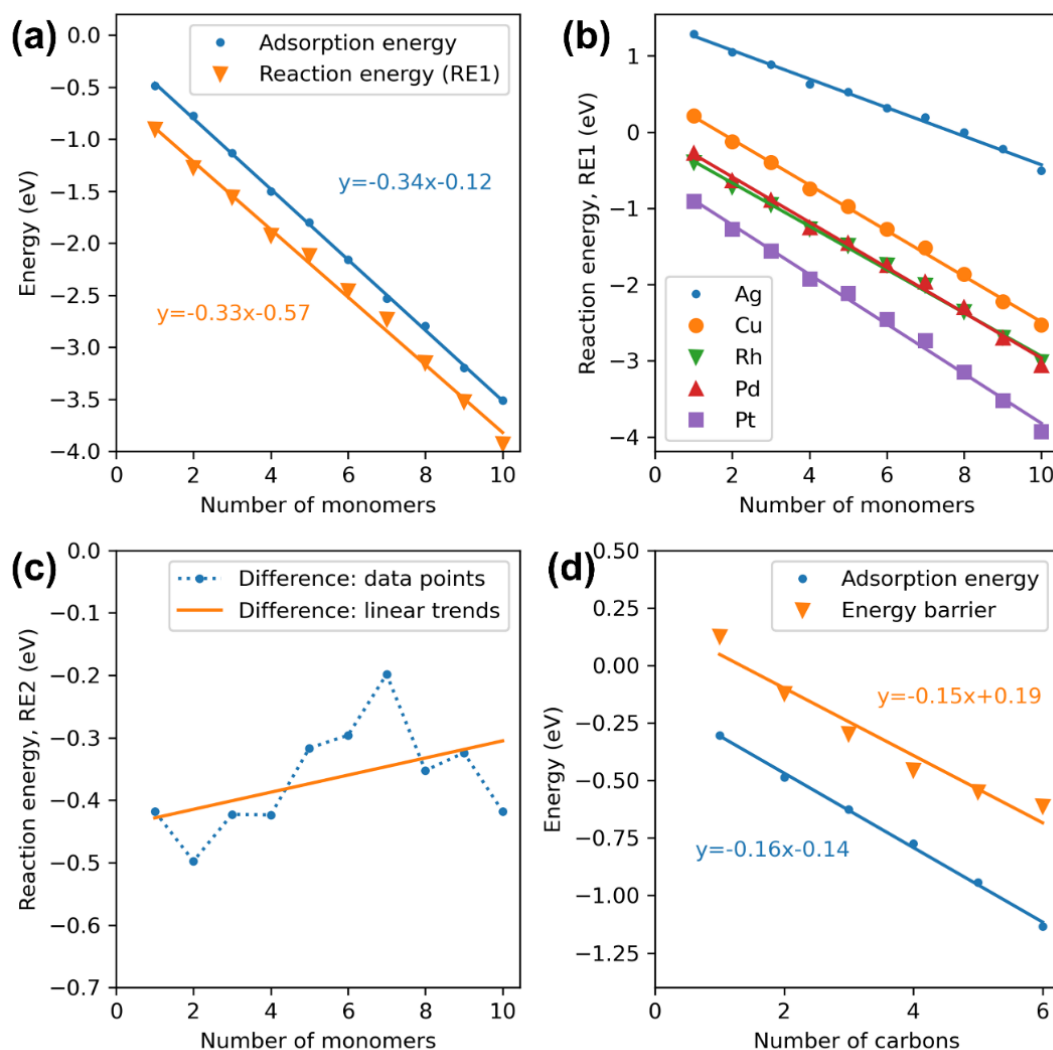 (a)
0.0
−0.5
−1.0
−1.5
−2.0
−2.5
−3.0
−3.5
−4.0
Energy (eV)
Adsorption energy
Reaction energy (RE1)
y=-0.34x-0.12
y=-0.33x-0.57
0 2 4 6 8 10
Number of monomers
(b)
1
0
−1
−2
−3
−4
Reaction energy, RE1 (eV)
Ag
Cu
Rh
Pd
Pt
0 2 4 6 8 10
Number of monomers
(c)
0.0
−0.1
−0.2
−0.3
−0.4
−0.5
−0.6
−0.7
Reaction energy, RE2 (eV)
Difference: data points
Difference: linear trends
0 2 4 6 8 10
Number of monomers
(d)
0.50
0.25
0.00
−0.25
−0.50
−0.75
−1.00
−1.25
Energy (eV)
Adsorption energy
Energy barrier
y=-0.15x+0.19
y=-0.16x-0.14
0 2 4 6
Number of carbons